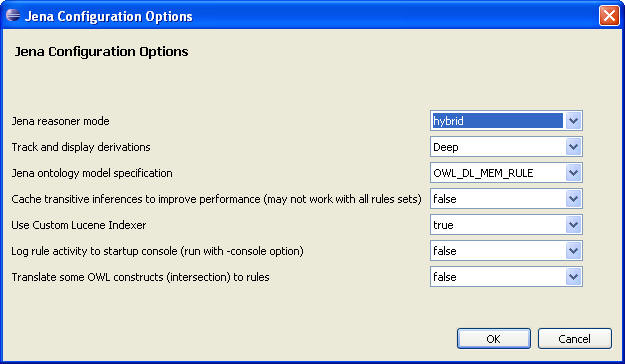 Jena Configuration Options
Jena Configuration Options
Jena reasoner mode hybrid
Track and display derivations Deep
Jena ontology model specification OWL_DL_MEM_RULE
Cache transitive inferences to improve performance (may not work with all rules sets) false
Use Custom Lucene Indexer true
Log rule activity to startup console (run with -console option) false
Translate some OWL constructs (intersection) to rules false
OK Cancel